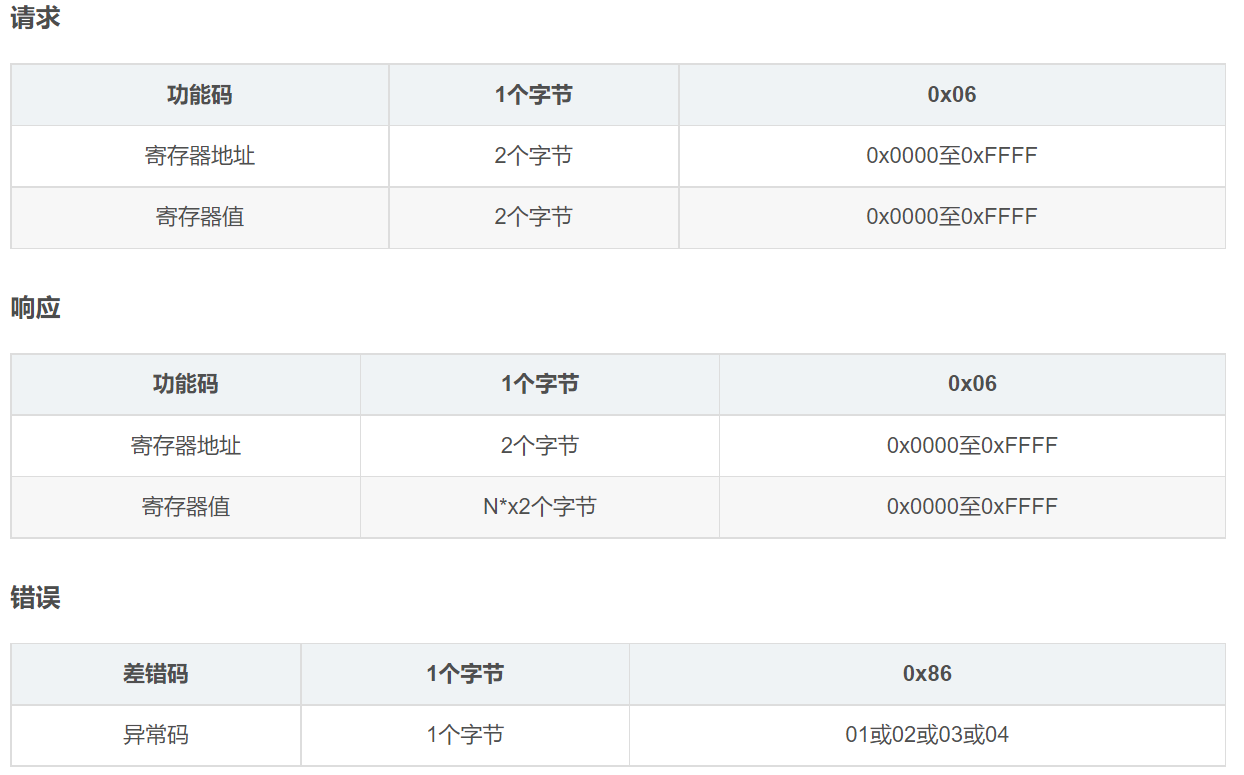 请求
功能码 1个字节 0x06
寄存器地址 2个字节 0x0000至0xFFFF
寄存器值 2个字节 0x0000至0xFFFF
响应
功能码 1个字节 0x06
寄存器地址 2个字节 0x0000至0xFFFF
寄存器值 N*x2个字节 0x0000至0xFFFF
错误
差错码 1个字节 0x86
异常码 1个字节 01或02或03或04